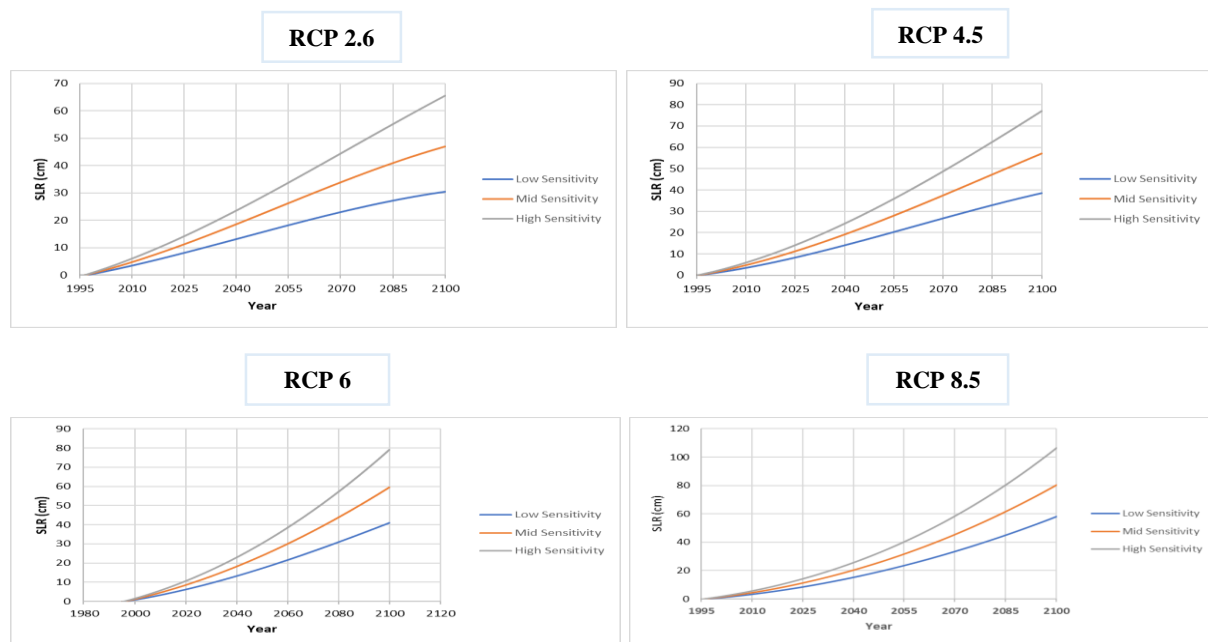 RCP 2.6
70
60
50
40
30
20
10
0
SLR (cm)
1995 2010 2025 2040 2055 2070 2085 2100
Year
Low Sensitivity
Mid Sensitivity
High Sensitivity
RCP 4.5
90
80
70
60
50
40
30
20
10
0
SLR (cm)
1995 2010 2025 2040 2055 2070 2085 2100
Year
Low Sensitivity
Mid Sensitivity
High Sensitivity
RCP 6
90
80
70
60
50
40
30
20
10
0
SLR (cm)
1980 2000 2020 2040 2060 2080 2100 2120
Year
Low Sensitivity
Mid Sensitivity
High Sensitivity
RCP 8.5
120
100
80
60
40
20
0
SLR (cm)
1995 2010 2025 2040 2055 2070 2085 2100
Year
Low Sensitivity
Mid Sensitivity
High Sensitivity